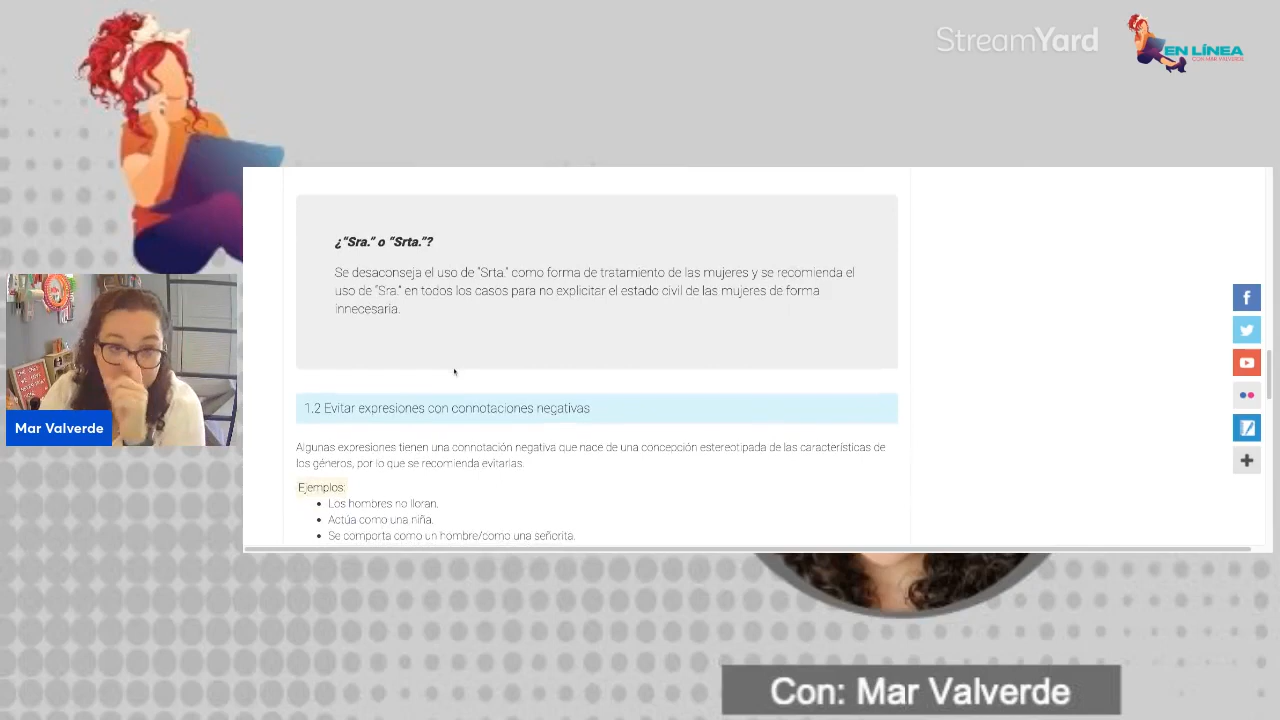 StreamYard
EN LÍNEA
CON MAR VALVERDE
¿“Sra.” o “Srta.”?
Se desaconseja el uso de “Srta.” como forma de tratamiento de las mujeres y se recomienda el
uso de “Sra.” en todos los casos para no explicitar el estado civil de las mujeres de forma
innecesaria.
1.2 Evitar expresiones con connotaciones negativas
Algunas expresiones tienen una connotación negativa que nace de una concepción estereotipada de las características de
los géneros, por lo que se recomienda evitarlas.
Ejemplos:
Los hombres no lloran.
Actúa como una niña.
Se comporta como un hombre/como una señorita.
Mar Valverde
Con: Mar Valverde